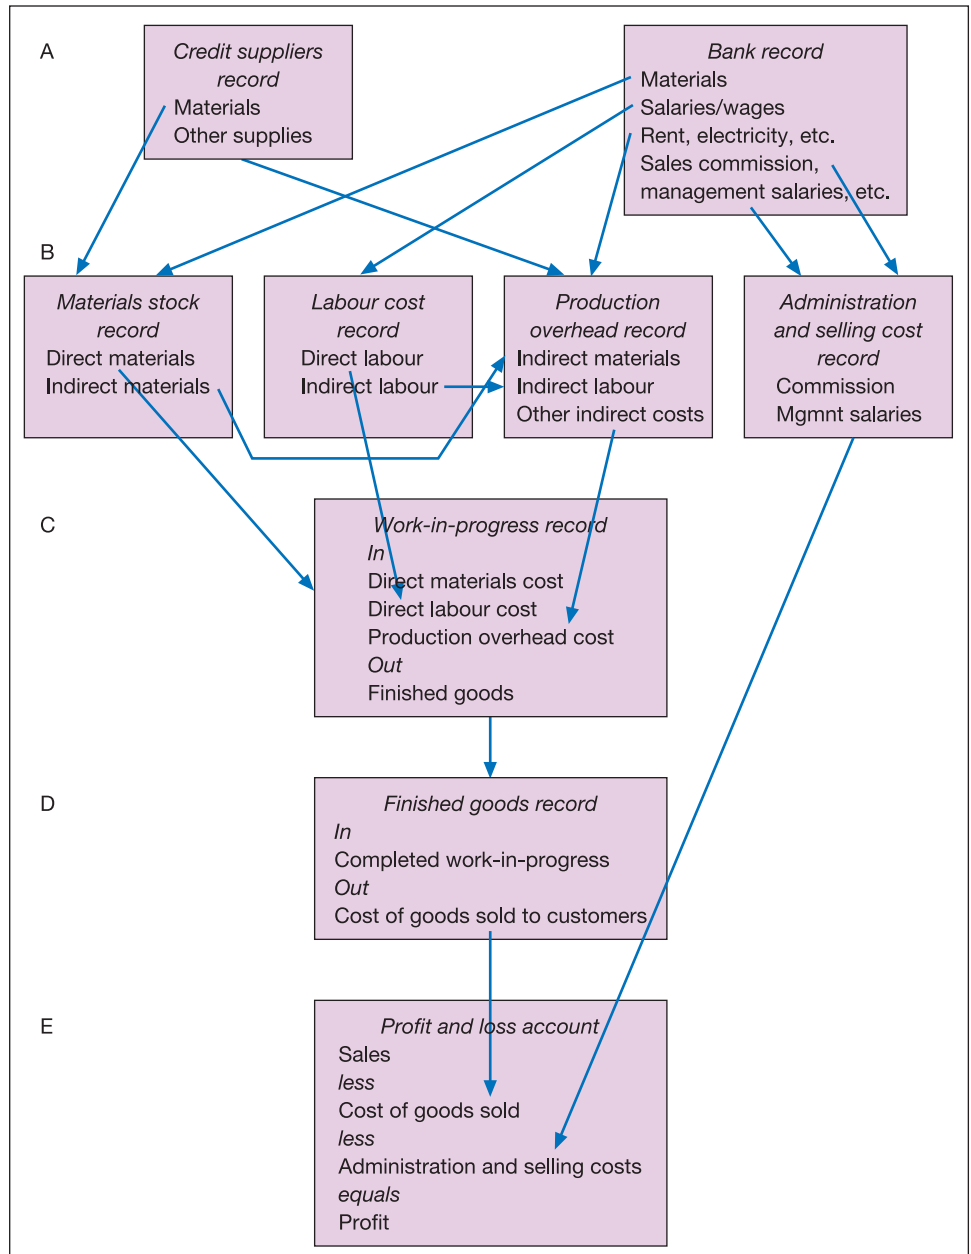 A
Credit suppliers
record
Materials
Other supplies
Bank record
Materials
Salaries/wages
Rent, electricity, etc.
Sales commission,
management salaries, etc.
B
Materials stock
record
Direct materials
Indirect materials
Labour cost
record
Direct labour
Indirect labour
Production
overhead record
Indirect materials
Indirect labour
Other indirect costs
Administration
and selling cost
record
Commission
Mgmnt salaries
C
Work-in-progress record
In
Direct materials cost
Direct labour cost
Production overhead cost
Out
Finished goods
D
Finished goods record
In
Completed work-in-progress
Out
Cost of goods sold to customers
E
Profit and loss account
Sales
less
Cost of goods sold
less
Administration and selling costs
equals
Profit